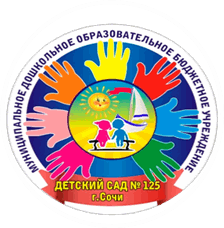 МУНИЦИПАЛЬНОЕ ДОШКОЛЬНОЕ ОБРАЗОВАТЕЛЬНОЕ БЮДЖЕТНОЕ УЧРЕЖДЕНИЕ
ДЕТСКИЙ САД № 125
г.Сочи